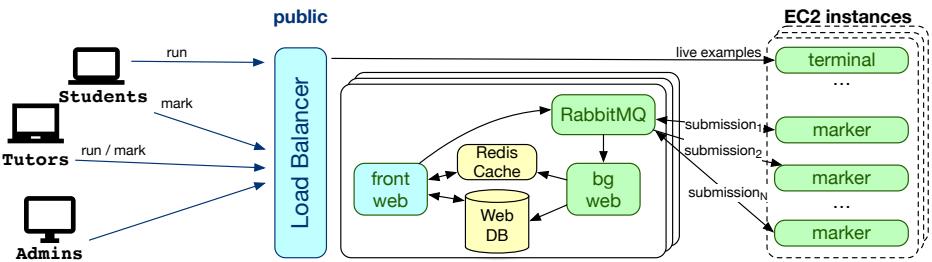 public
EC2 instances
run
Students
mark
Tutors
run / mark
Admins
Load Balancer
live examples
terminal
...
RabbitMQ
submission1
marker
submission2
marker
...
submissionN
marker
front
web
Redis
Cache
Web
DB
bg
web